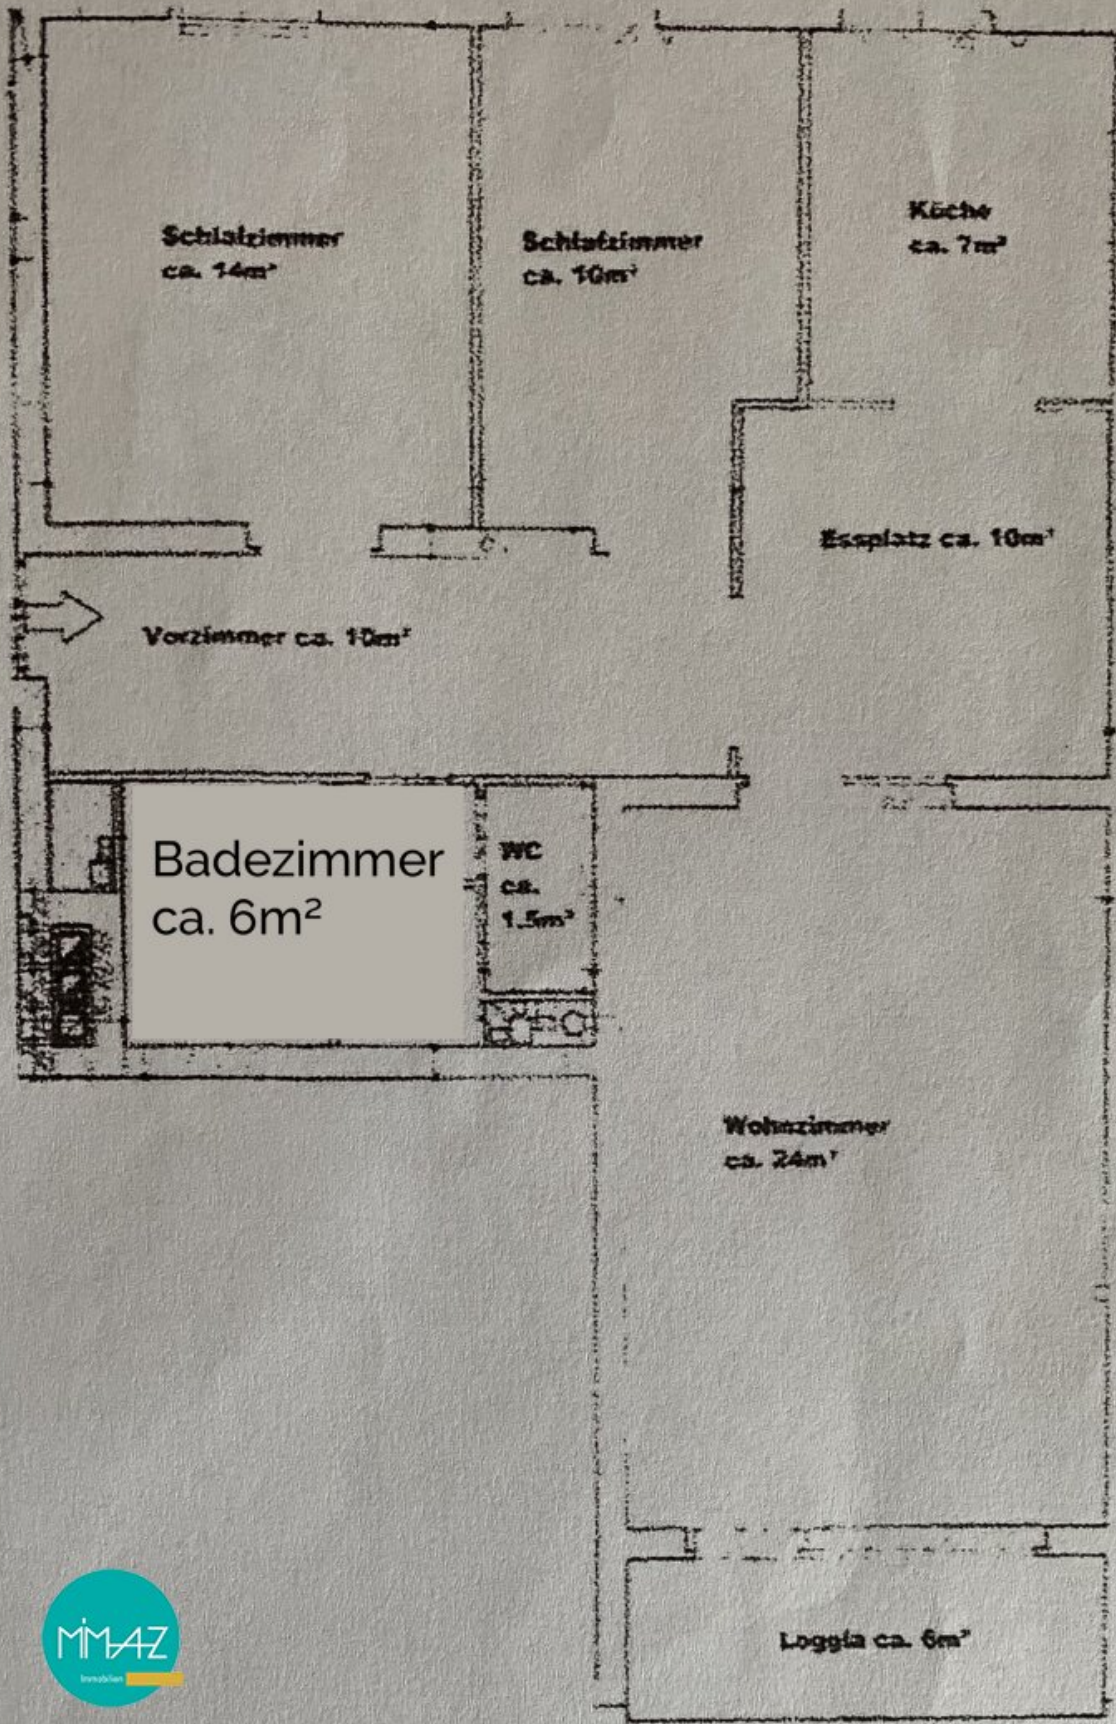 Schlafzimmer
ca. 14m²
Schlafzimmer
ca. 10m²
Küche
ca. 7m²
Essplatz ca. 10m²
Vorzimmer ca. 10m²
Badezimmer
ca. 6m²
WC
ca.
1.5m²
Wohnzimmer
ca. 24m²
Loggia ca. 6m²
MIMAZ
Immobilien